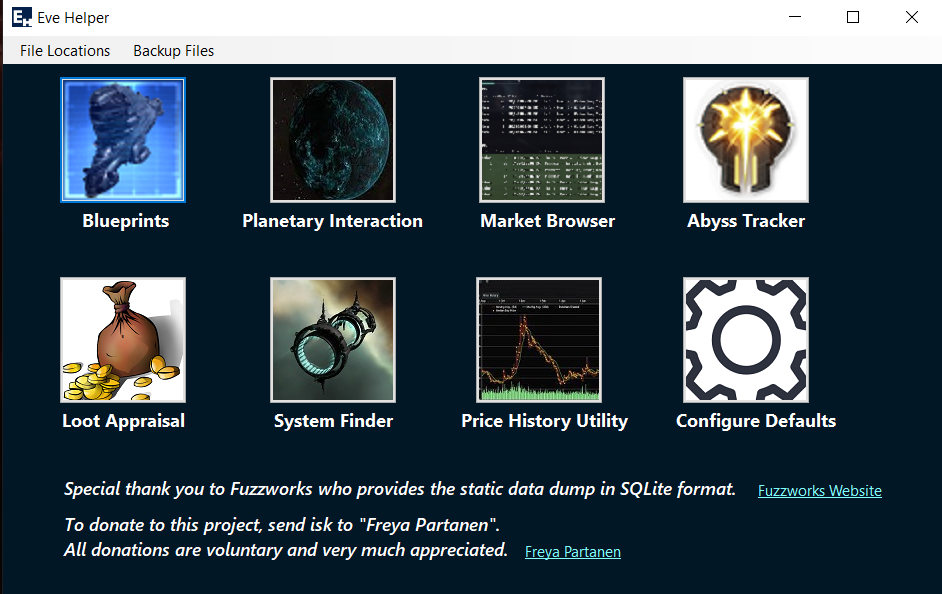 Eve Helper
File Locations Backup Files
Blueprints Planetary Interaction Market Browser Abyss Tracker
Loot Appraisal System Finder Price History Utility Configure Defaults
Special thank you to Fuzzworks who provides the static data dump in SQLite format. Fuzzworks Website
To donate to this project, send isk to "Freya Partanen".
All donations are voluntary and very much appreciated. Freya Partanen